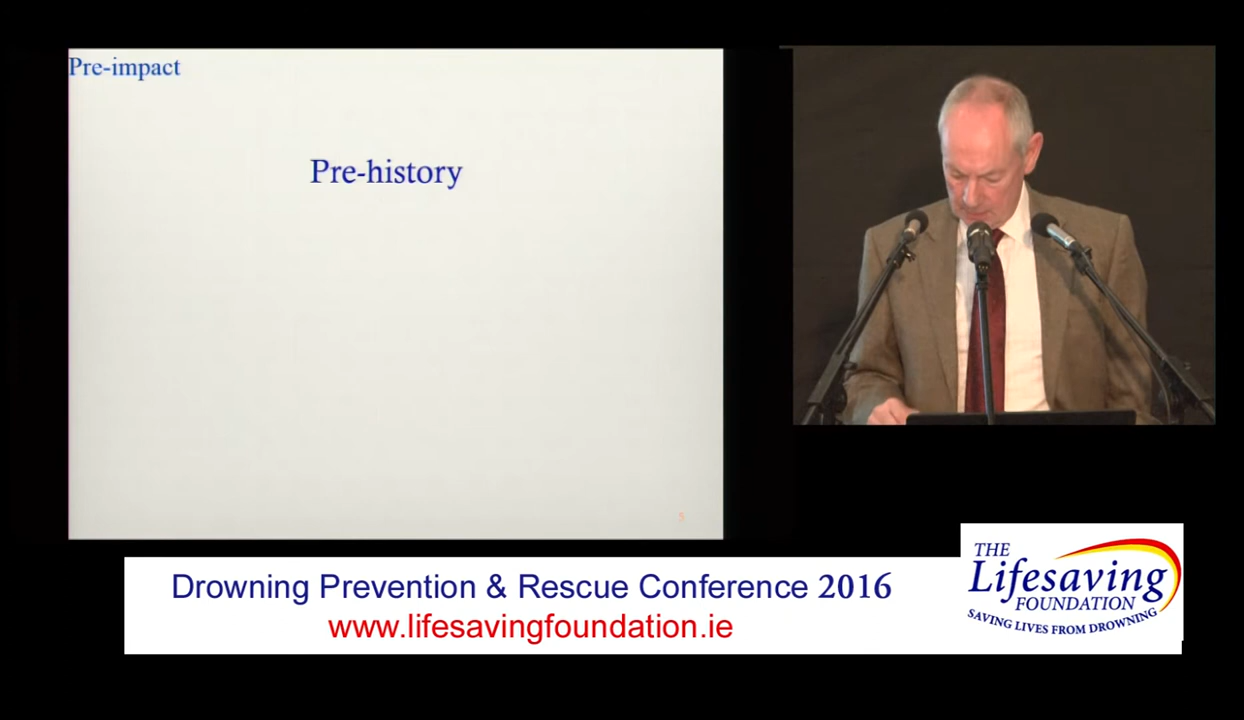 Pre-impact
Pre-history
5
Drowning Prevention & Rescue Conference 2016
www.lifesavingfoundation.ie
THE
Lifesaving
FOUNDATION
SAVING LIVES FROM DROWNING